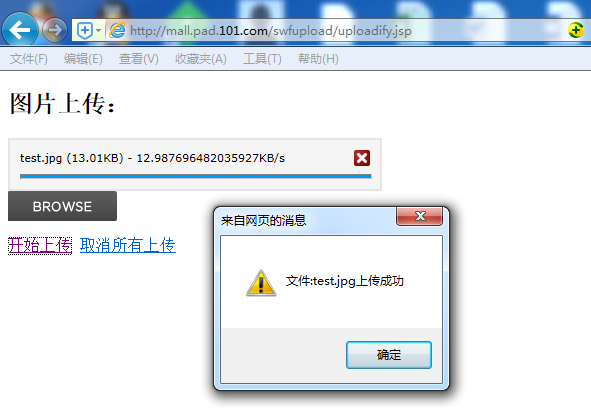 http://mall.pad.101.com/swfupload/uploadify.jsp
文件(F) 编辑(E) 查看(V) 收藏夹(A) 工具(T) 帮助(H)
图片上传：
test.jpg (13.01KB) - 12.987696482035927KB/s
BROWSE
开始上传 取消所有上传
来自网页的消息
文件:test.jpg上传成功
确定